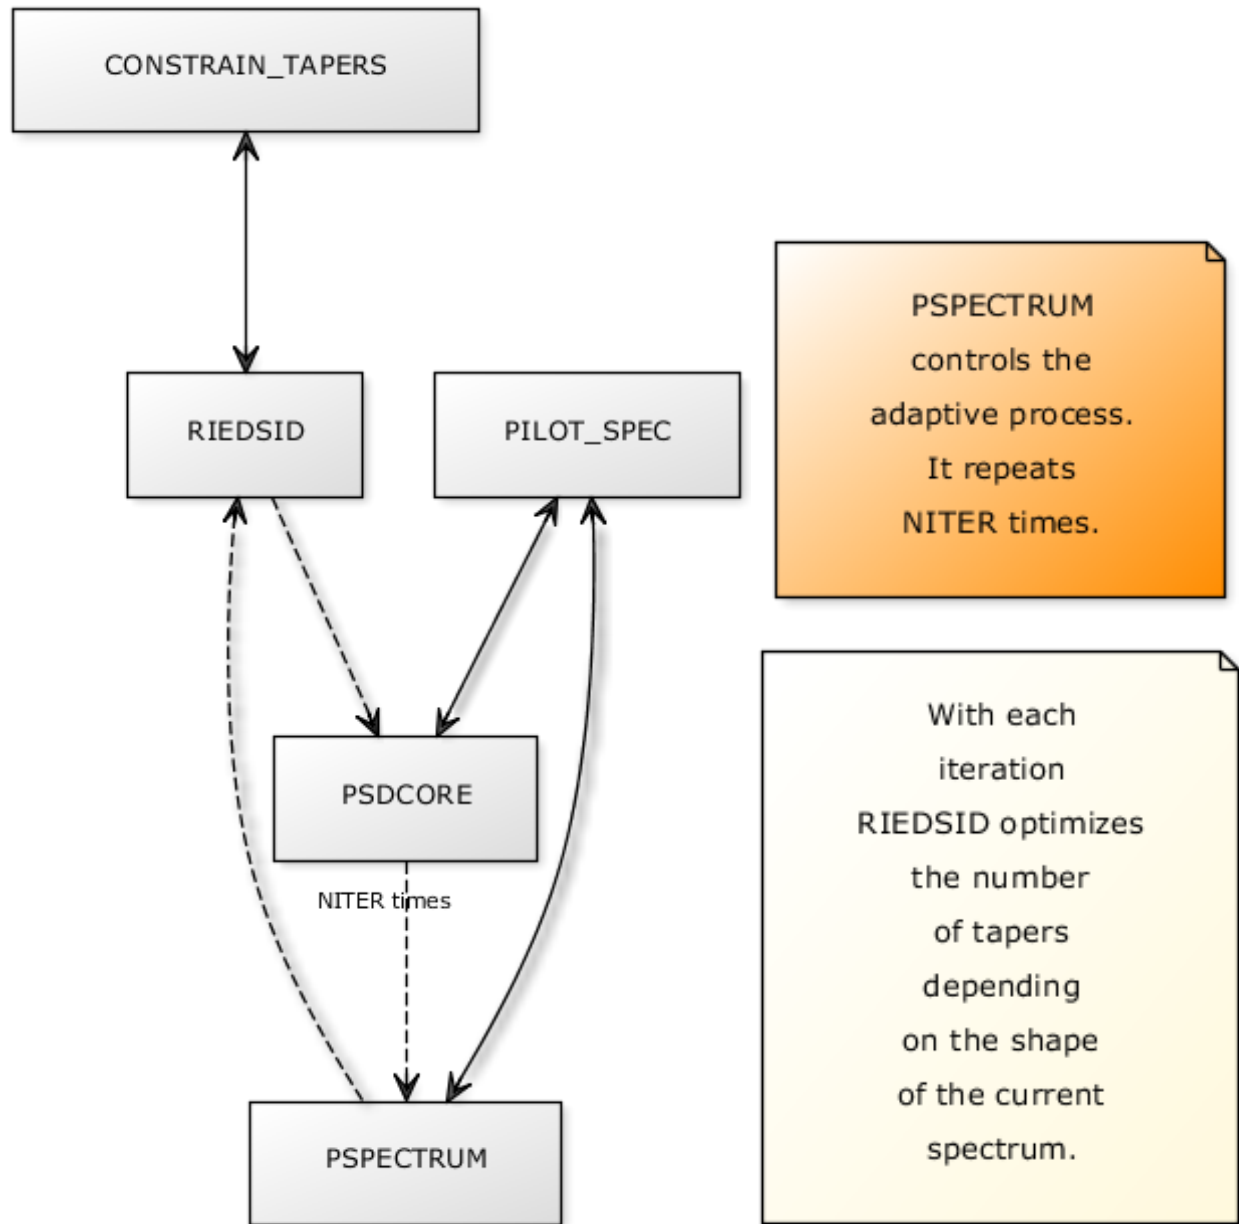 CONSTRAIN_TAPERS
RIEDSID
PILOT_SPEC
PSDCORE
NITER times
PSPECTRUM
PSPECTRUM
controls the
adaptive process.
It repeats
NITER times.
With each
iteration
RIEDSID optimizes
the number
of tapers
depending
on the shape
of the current
spectrum.